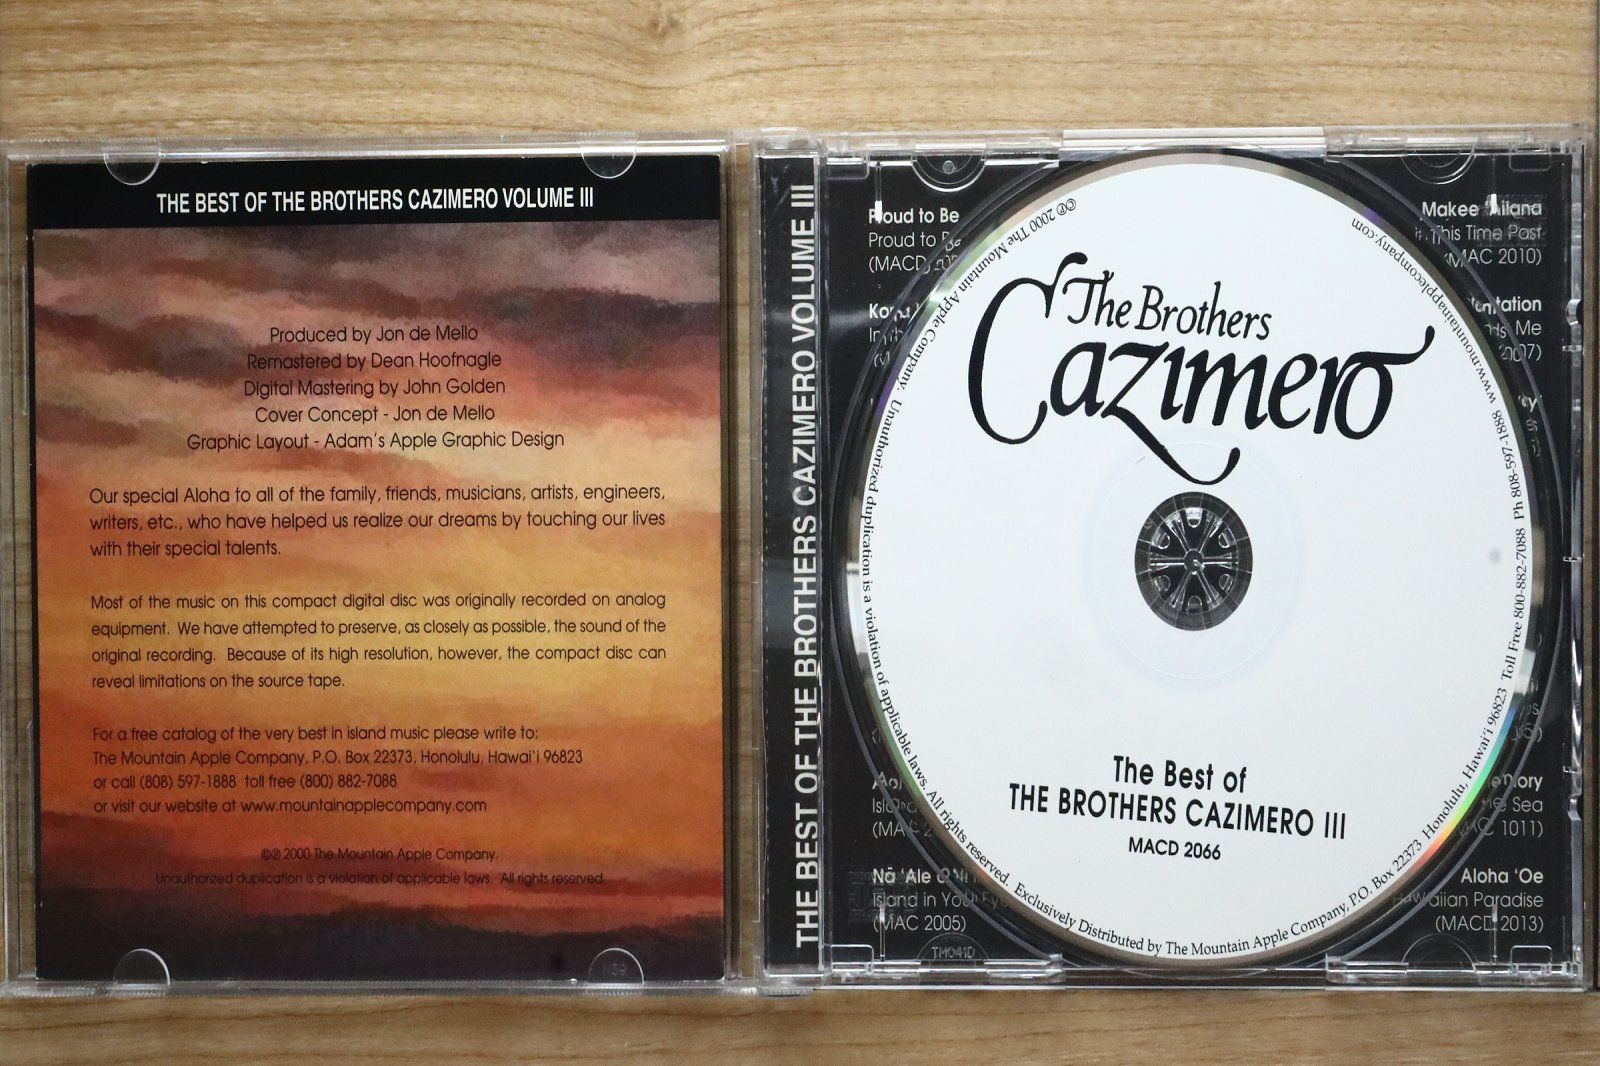 THE BEST OF THE BROTHERS CAZIMERO VOLUME III
Produced by Jon de Mello
Remastered by Dean Hoofnagle
Digital Mastering by John Golden
Cover Concept - Jon de Mello
Graphic Layout - Adam's Apple Graphic Design
Our special Aloha to all of the family, friends, musicians, artists, engineers,
writers, etc., who have helped us realize our dreams by touching our lives
with their special talents.
Most of the music on this compact digital disc was originally recorded on analog
equipment. We have attempted to preserve, as closely as possible, the sound of the
original recording. Because of its high resolution, however, the compact disc can
reveal limitations on the source tape.
For a free catalog of the very best in island music please write to:
The Mountain Apple Company, P.O. Box 22373, Honolulu, Hawai'i 96823
or call (808) 597-1888 toll free (800) 882-7088
or visit our website at www.mountainapplecompany.com
©℗ 2000 The Mountain Apple Company.
Unauthorized duplication is a violation of applicable laws. All rights reserved.
THE BEST OF THE BROTHERS CAZIMERO VOLUME III
Proud to Be
Proud to Be
(MACD
Nā 'Ale
Island in Your
(MAC 2005)
TM041D
The Brothers
Cazimero
The Best of
THE BROTHERS CAZIMERO III
MACD 2066
©℗ 2000 The Mountain Apple Company. Unauthorized duplication is a violation of applicable laws. All rights reserved. Exclusively Distributed by The Mountain Apple Company, P.O. Box 22373 Honolulu, Hawai'i 96823 Toll Free 800-882-7088 Ph 808-597-1888 www.mountainapplecompany.com
Makee 'Ailana
This Time Past
(MAC 2010)
Me
Sea
1011)
Aloha 'Oe
Hawaiian Paradise
(MACD 2013)